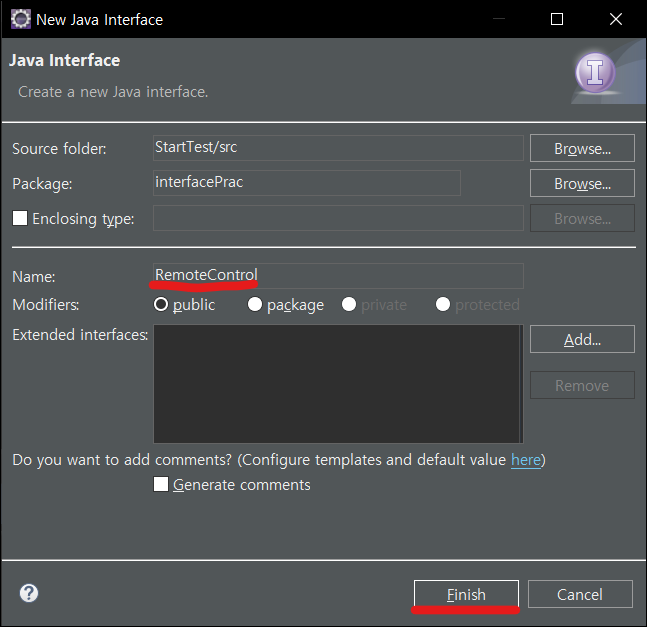 New Java Interface
Java Interface
Create a new Java interface.
Source folder: StartTest/src Browse...
Package: interfacePrac Browse...
Enclosing type: Browse...
Name: RemoteControl
Modifiers: public package private protected
Extended interfaces: Add...
Remove
Do you want to add comments? (Configure templates and default value here)
Generate comments
? Finish Cancel